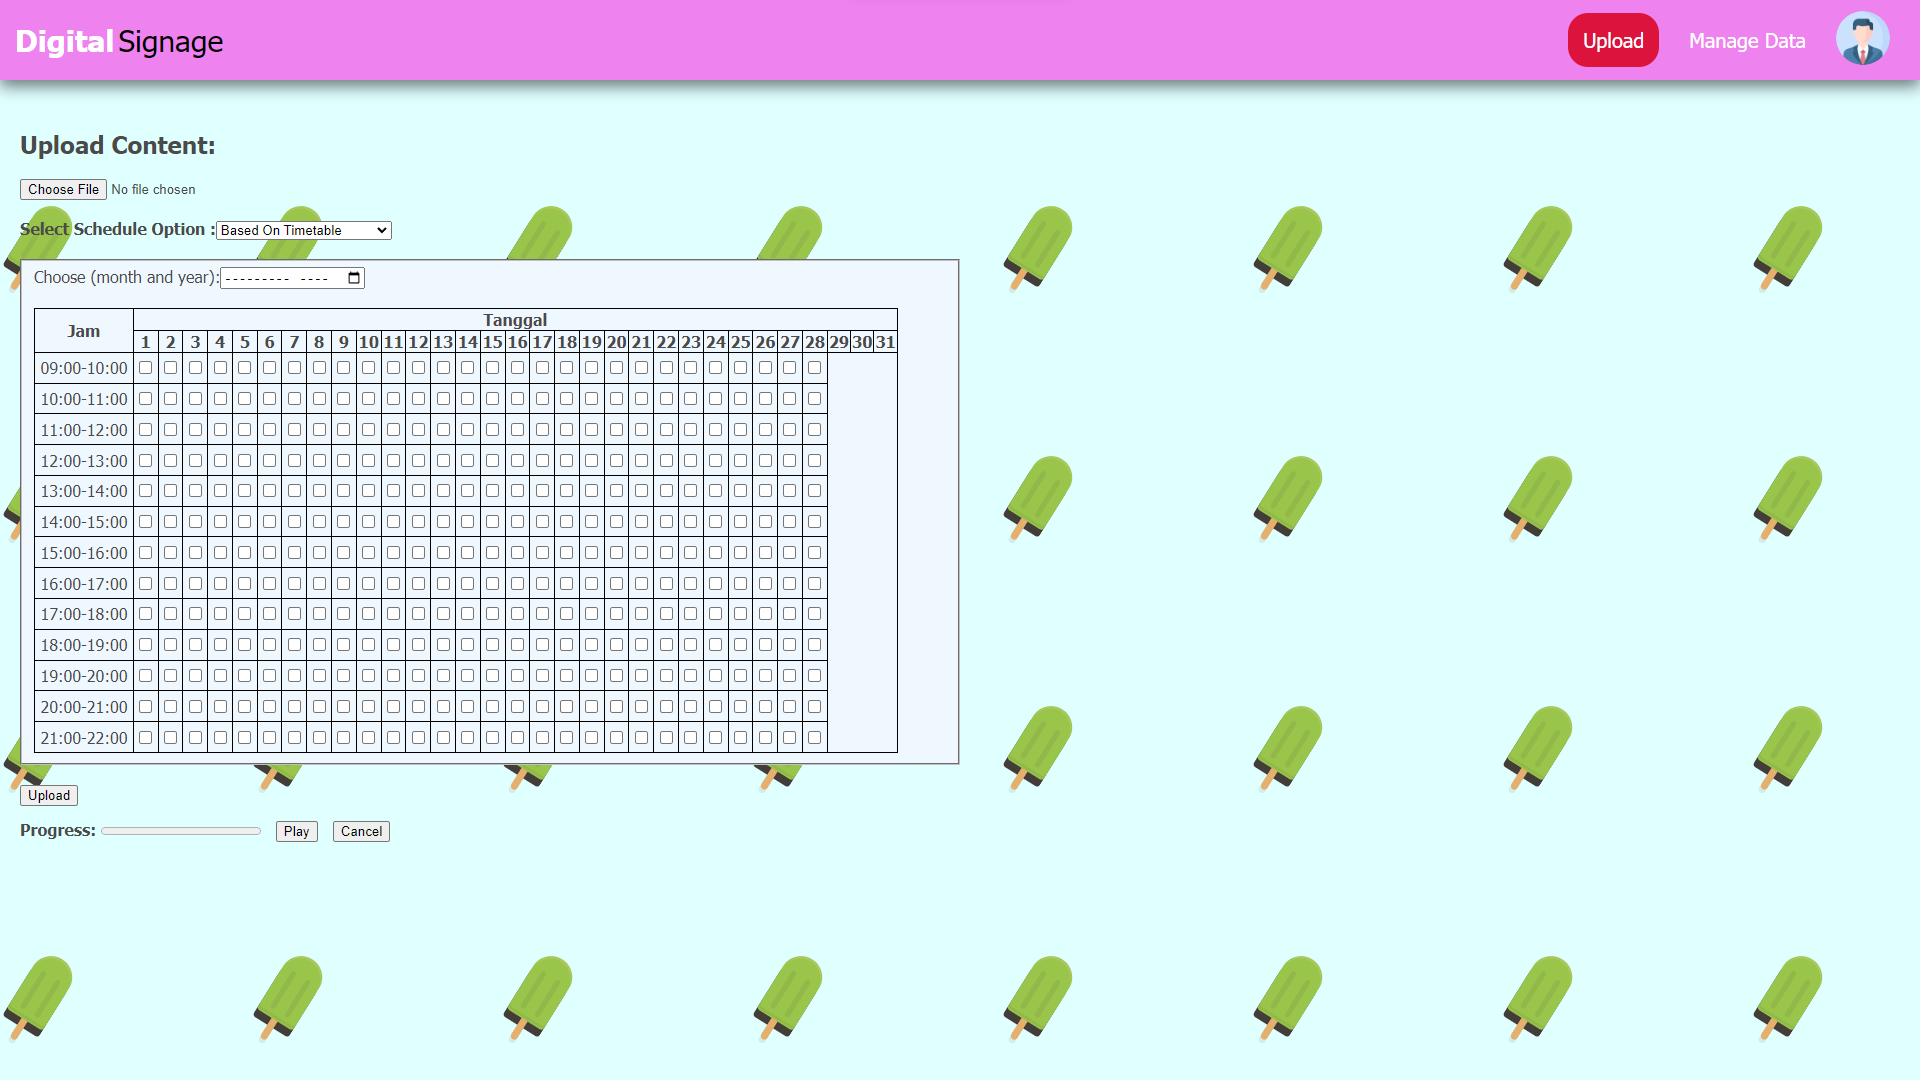 Digital Signage
Upload
Manage Data
Upload Content:
Choose File No file chosen
Select Schedule Option : Based On Timetable
Choose (month and year): --------- ----
Jam Tanggal
1 2 3 4 5 6 7 8 9 10 11 12 13 14 15 16 17 18 19 20 21 22 23 24 25 26 27 28 29 30 31
09:00-10:00
10:00-11:00
11:00-12:00
12:00-13:00
13:00-14:00
14:00-15:00
15:00-16:00
16:00-17:00
17:00-18:00
18:00-19:00
19:00-20:00
20:00-21:00
21:00-22:00
Upload
Progress: Play Cancel